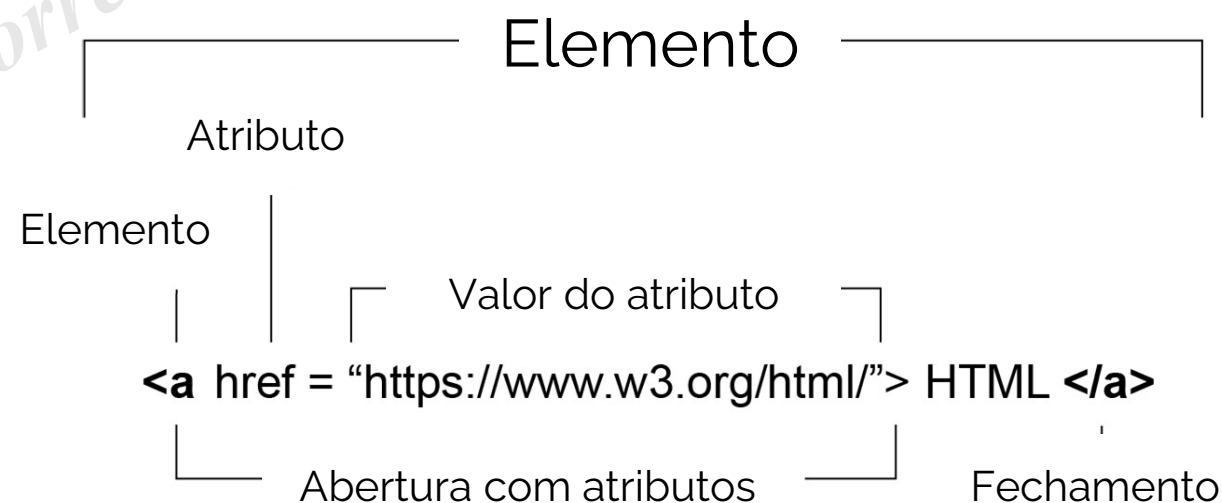 Elemento
Atributo
Elemento
Valor do atributo
<a href = “https://www.w3.org/html/”> HTML </a>
Abertura com atributos
Fechamento